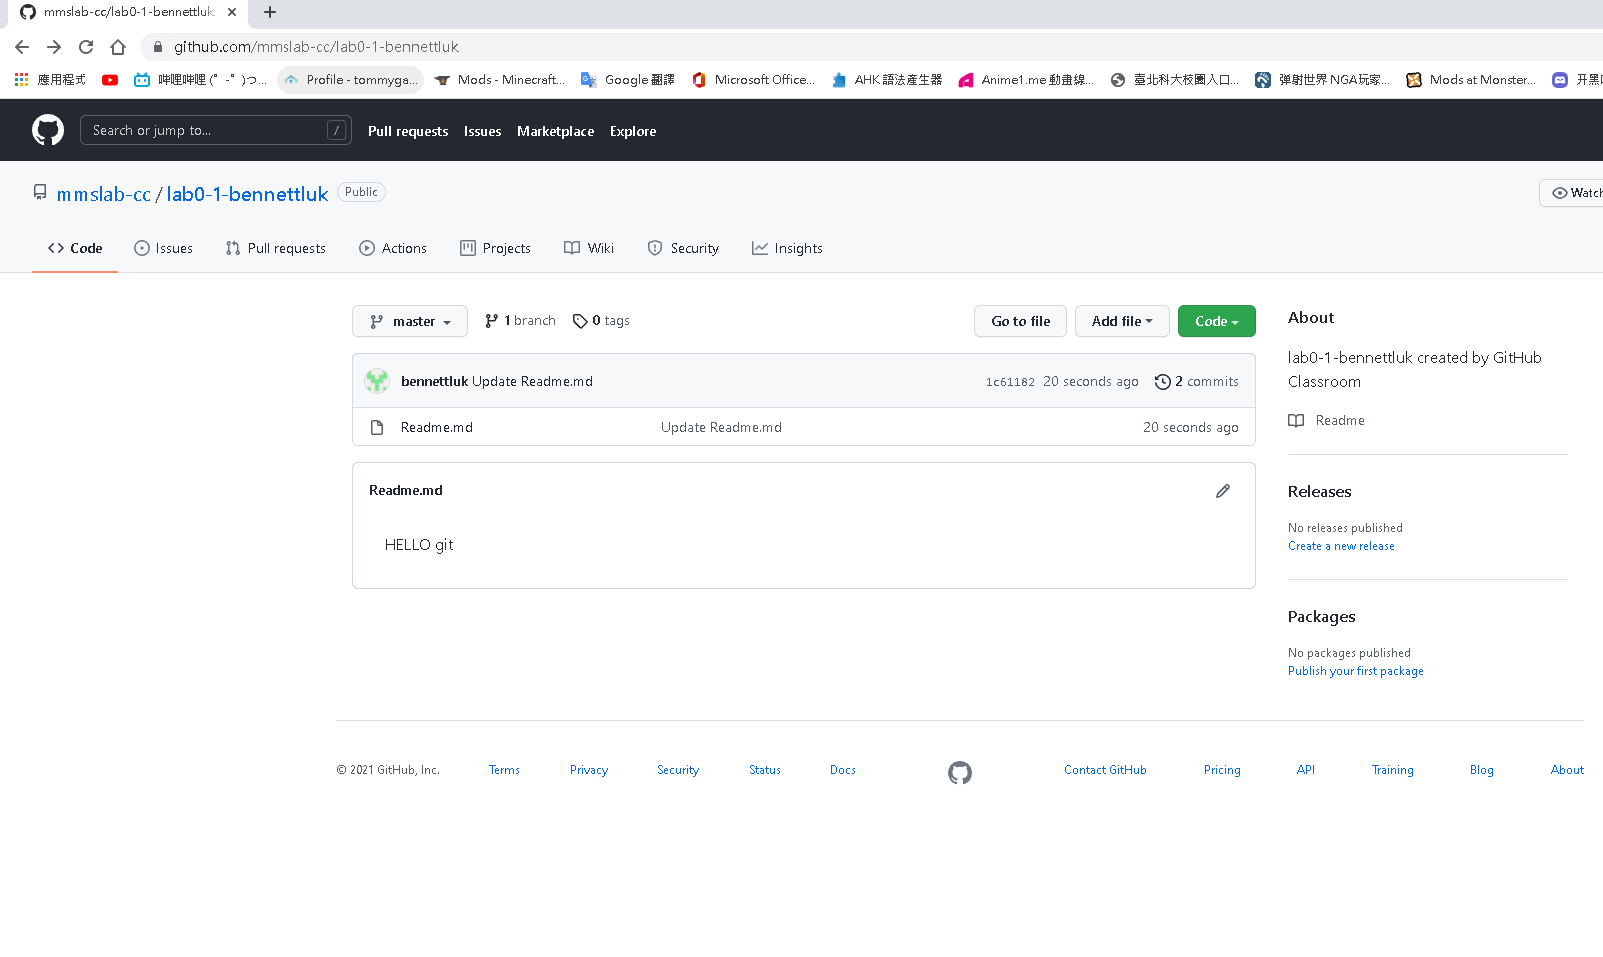 mmslab-cc/lab0-1-bennettluk
github.com/mmslab-cc/lab0-1-bennettluk
應用程式 嗶哩嗶哩 (゜-゜)つ... Profile - tommyga... Mods - Minecraft... Google 翻譯 Microsoft Office... AHK語法產生器 Anime1.me 動畫線... 臺北科大校園入口... 弹射世界 NGA玩家... Mods at Monster... 开黑
Search or jump to... / Pull requests Issues Marketplace Explore
mmslab-cc / lab0-1-bennettluk Public Watch
Code Issues Pull requests Actions Projects Wiki Security Insights
master 1 branch 0 tags Go to file Add file Code
About
lab0-1-bennettluk created by GitHub
Classroom
Readme
bennettluk Update Readme.md 1c61182 20 seconds ago 2 commits
Readme.md Update Readme.md 20 seconds ago
Readme.md
HELLO git
Releases
No releases published
Create a new release
Packages
No packages published
Publish your first package
© 2021 GitHub, Inc. Terms Privacy Security Status Docs Contact GitHub Pricing API Training Blog About